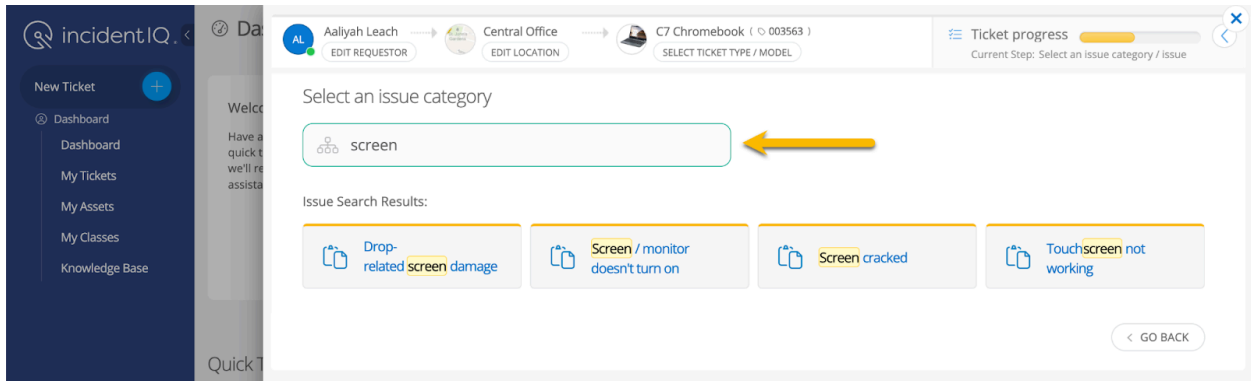 incidentIQ.
New Ticket
Dashboard
Dashboard
My Tickets
My Assets
My Classes
Knowledge Base
Da
Welco
Have a
quick t
we'll re
assista
Quick T
AL
Aaliyah Leach
EDIT REQUESTOR
Central Office
EDIT LOCATION
C7 Chromebook ( 003563 )
SELECT TICKET TYPE / MODEL
Ticket progress
Current Step: Select an issue category / issue
Select an issue category
screen
Issue Search Results:
Drop-
related screen damage
Screen / monitor
doesn't turn on
Screen cracked
Touchscreen not
working
GO BACK